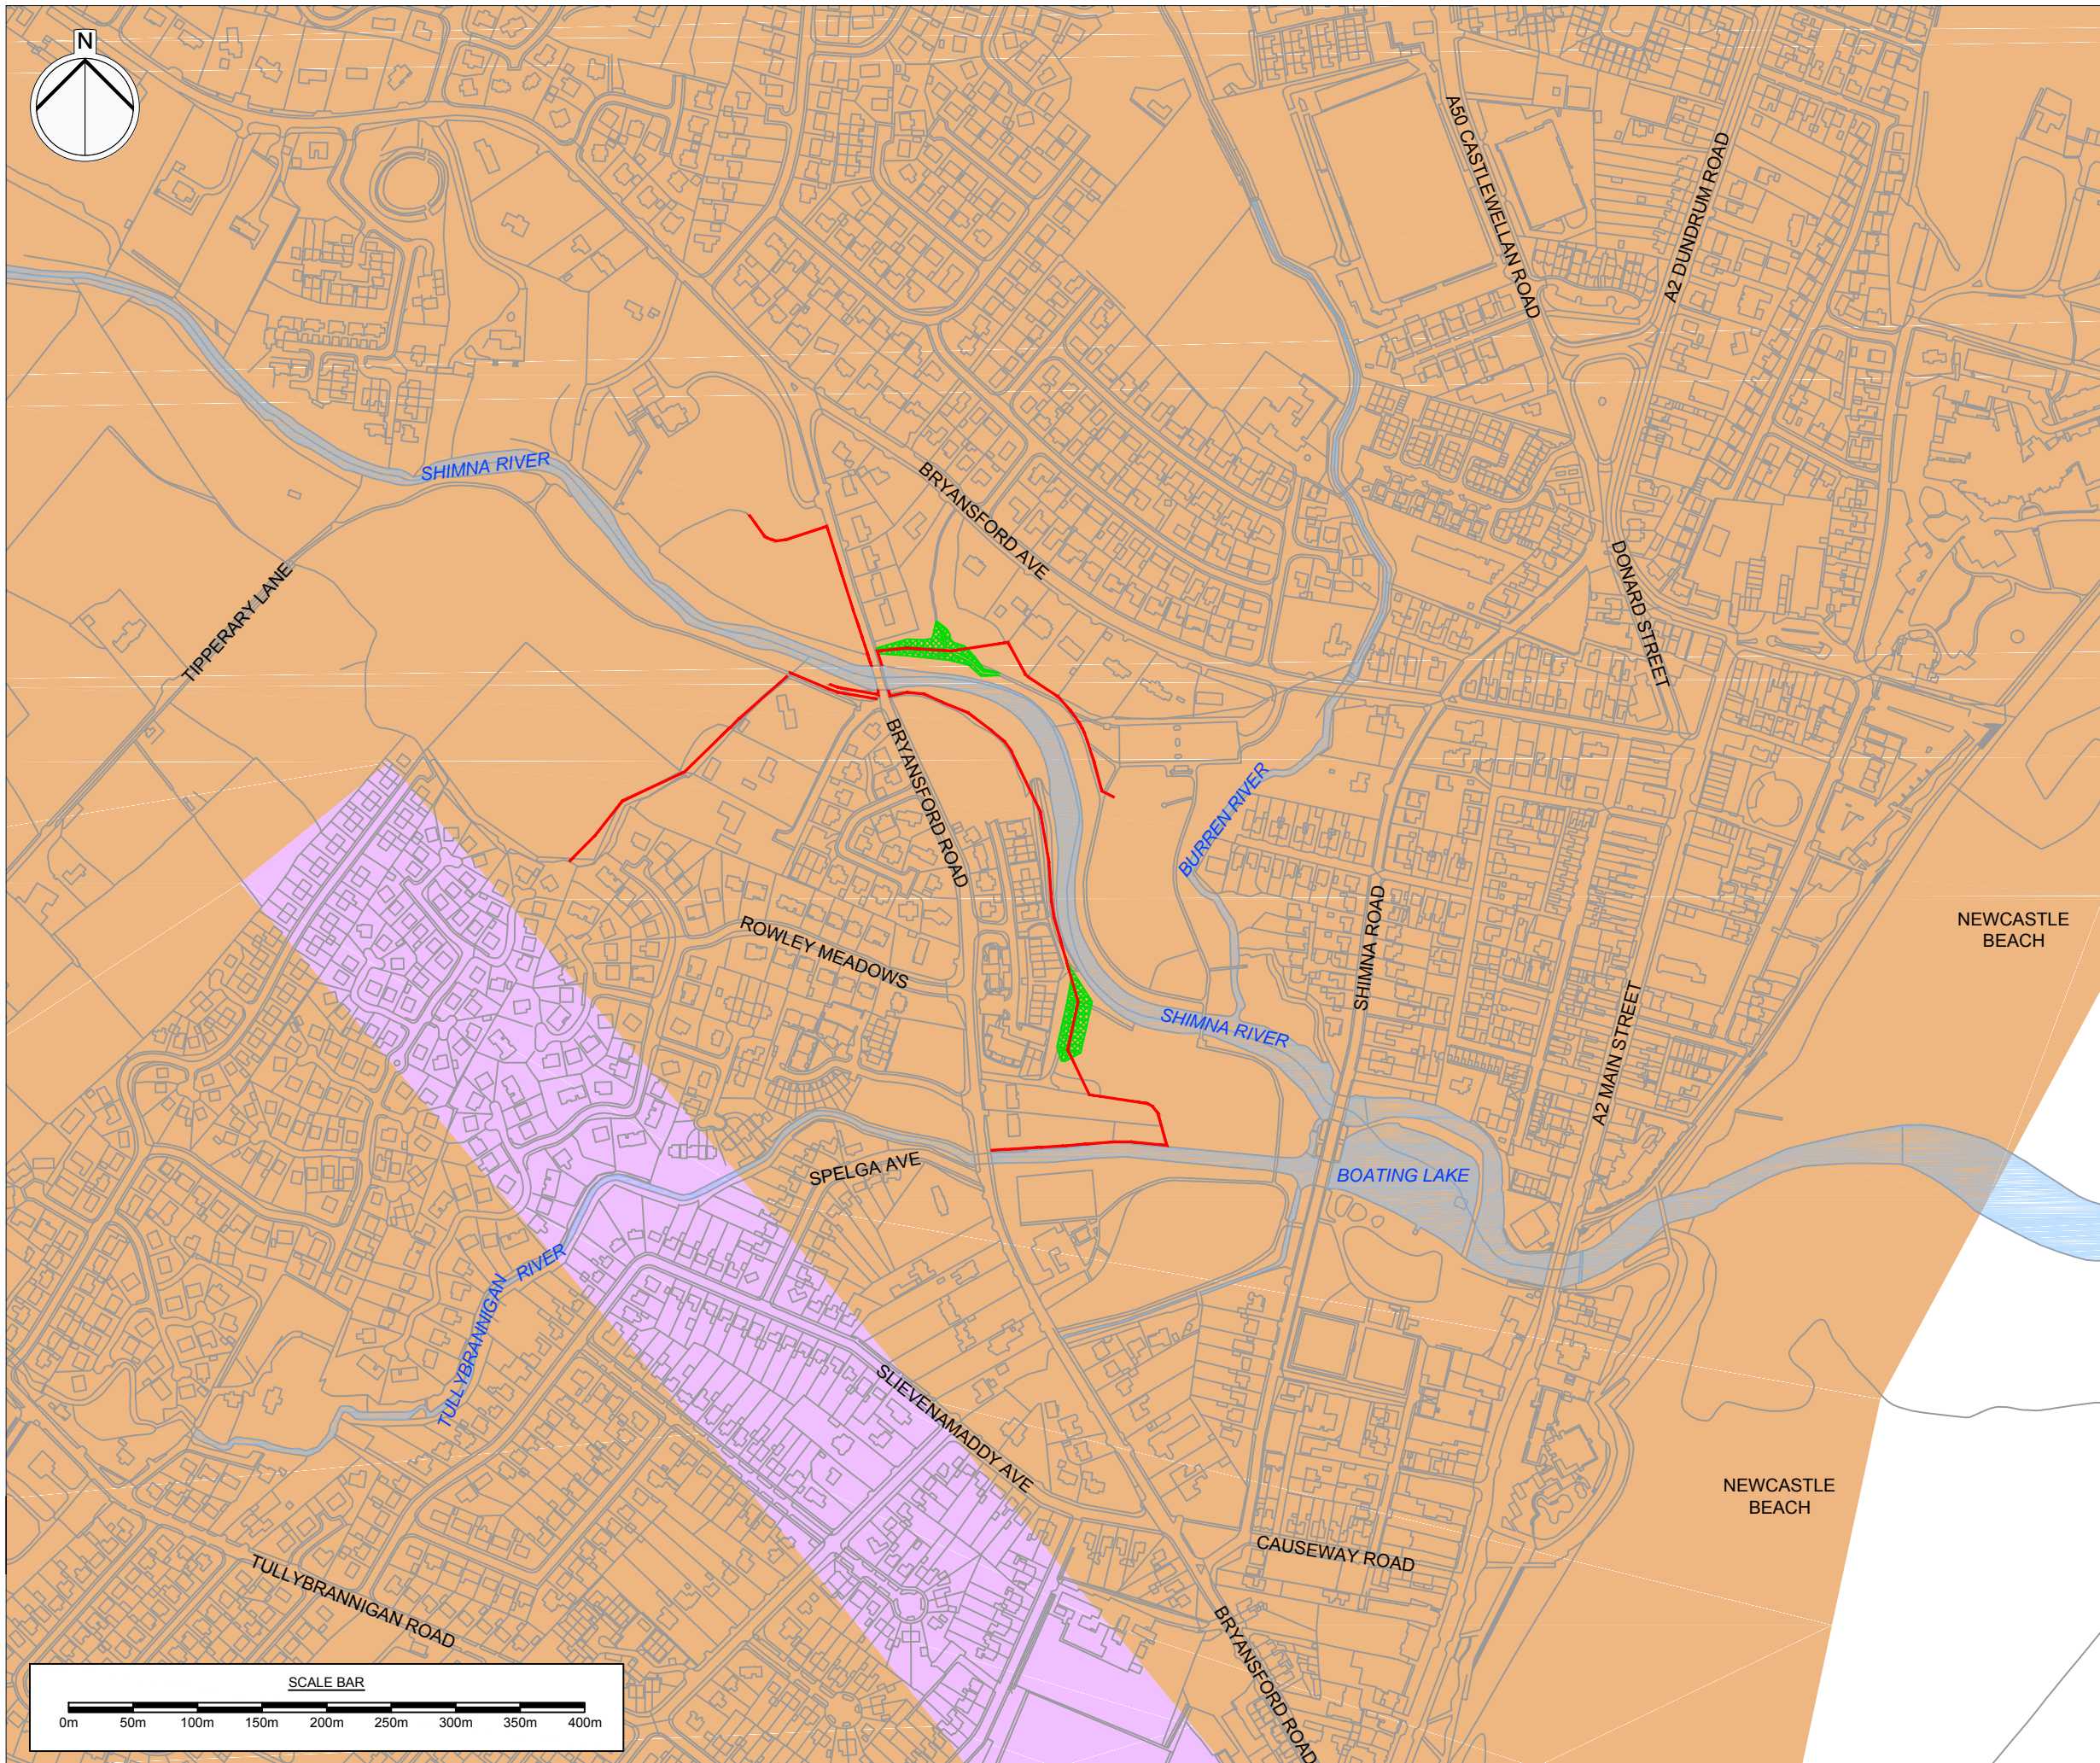 N
A50 CASTLEWELLAN ROAD
A2 DUNDRUM ROAD
SHIMNA RIVER
BRYANSFORD AVE
TIPPERARY LANE
DONARD STREET
BRYANSFORD ROAD
BURREN RIVER
ROWLEY MEADOWS
SHIMNA ROAD
NEWCASTLE
BEACH
SHIMNA RIVER
A2 MAIN STREET
SPELGA AVE
BOATING LAKE
TULLYBRANNIGAN RIVER
SLIEVENAMADDY AVE
NEWCASTLE
BEACH
CAUSEWAY ROAD
TULLYBRANNIGAN ROAD
BRYANSFORD ROAD
SCALE BAR
0m 50m 100m 150m 200m 250m 300m 350m 400m